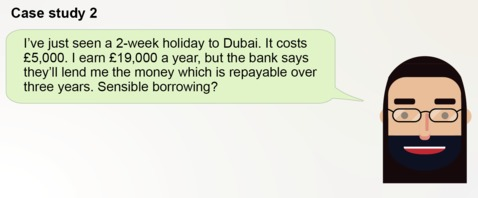 Case study 2
I've just seen a 2-week holiday to Dubai. It costs
£5,000. I earn £19,000 a year, but the bank says
they'll lend me the money which is repayable over
three years. Sensible borrowing?